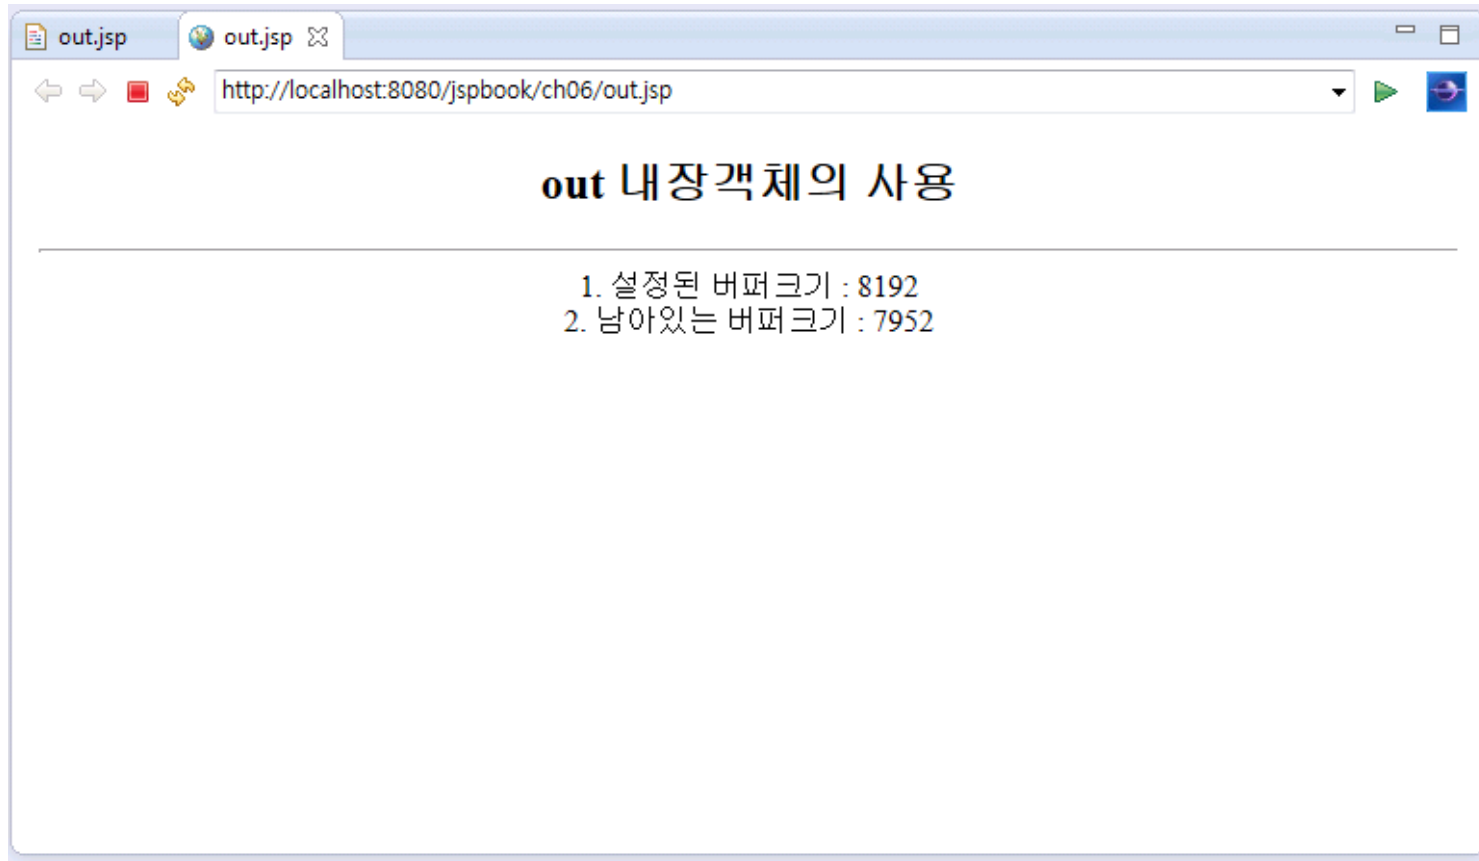 out.jsp
out.jsp
http://localhost:8080/jspbook/ch06/out.jsp
out 내장객체의 사용
1. 설정된 버퍼크기 : 8192
2. 남아있는 버퍼크기 : 7952